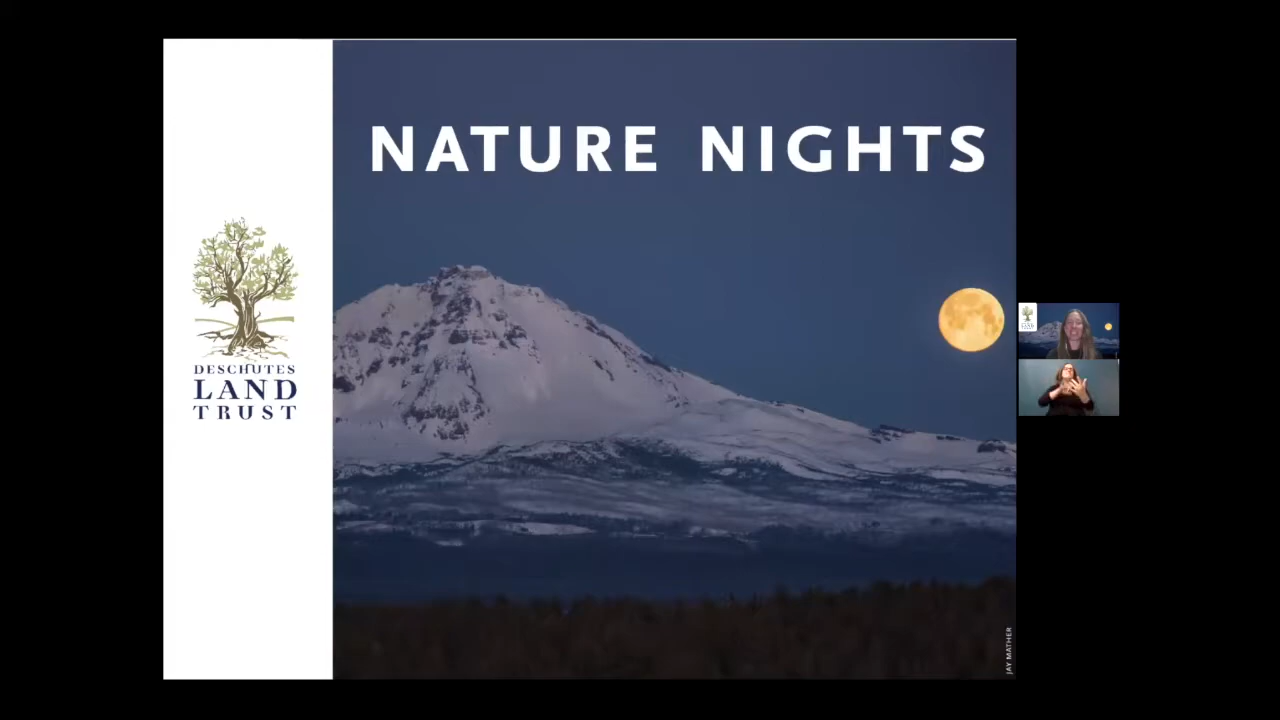 NATURE NIGHTS
DESCHUTES
LAND
TRUST
JAY MATHER